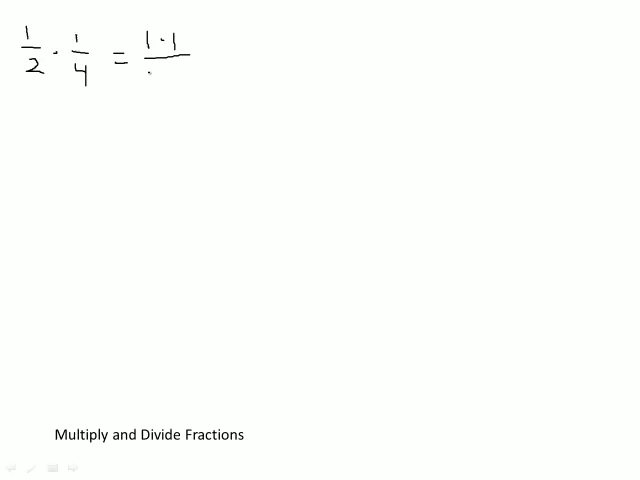 1/2 · 1/4 = 1·1/
Multiply and Divide Fractions